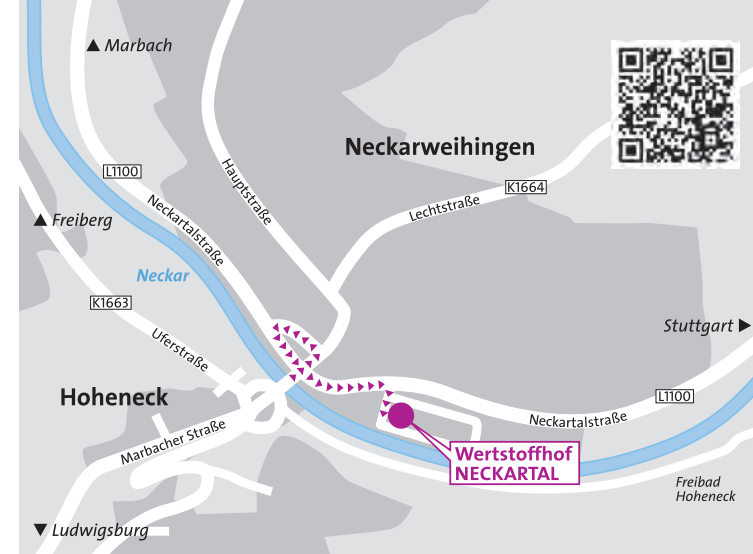 ▲ Marbach
Neckarweihingen
L1100
Hauptstraße
K1664
Lechtstraße
Neckartalstraße
▲ Freiberg
Neckar
K1663
Stuttgart ▶
Uferstraße
Hoheneck
L1100
Neckartalstraße
Marbacher Straße
Wertstoffhof
NECKARTAL
Freibad
Hoheneck
▼ Ludwigsburg